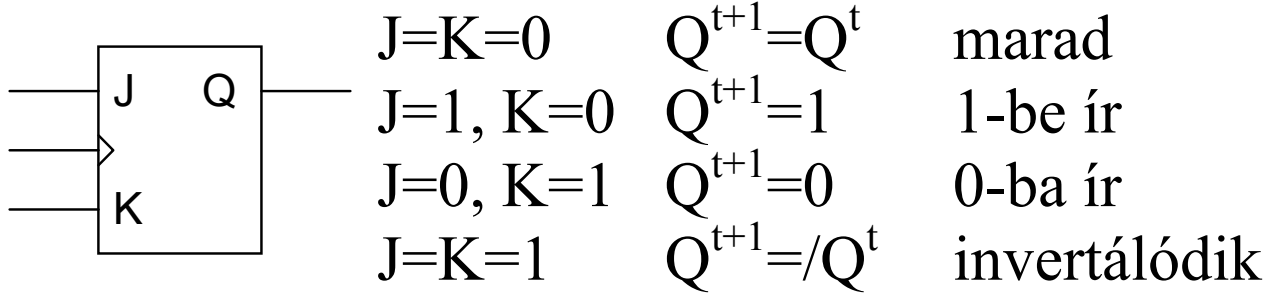 J Q
K
J=K=0 Q^{t+1}=Q^t marad
J=1, K=0 Q^{t+1}=1 1-be ír
J=0, K=1 Q^{t+1}=0 0-ba ír
J=K=1 Q^{t+1}=/Q^t invertálódik